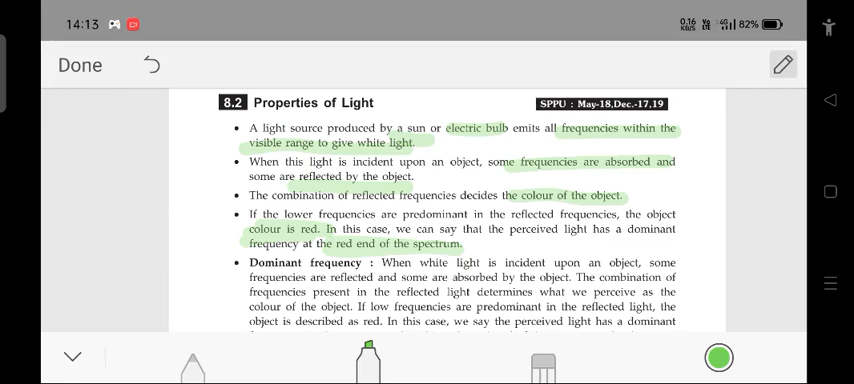 14:13
0.16 KB/S Vo LTE 4G 82%
Done
8.2 Properties of Light SPPU : May-18,Dec.-17,19
• A light source produced by a sun or electric bulb emits all frequencies within the
visible range to give white light.
• When this light is incident upon an object, some frequencies are absorbed and
some are reflected by the object.
• The combination of reflected frequencies decides the colour of the object.
• If the lower frequencies are predominant in the reflected frequencies, the object
colour is red. In this case, we can say that the perceived light has a dominant
frequency at the red end of the spectrum.
• Dominant frequency : When white light is incident upon an object, some
frequencies are reflected and some are absorbed by the object. The combination of
frequencies present in the reflected light determines what we perceive as the
colour of the object. If low frequencies are predominant in the reflected light, the
object is described as red. In this case, we say the perceived light has a dominant